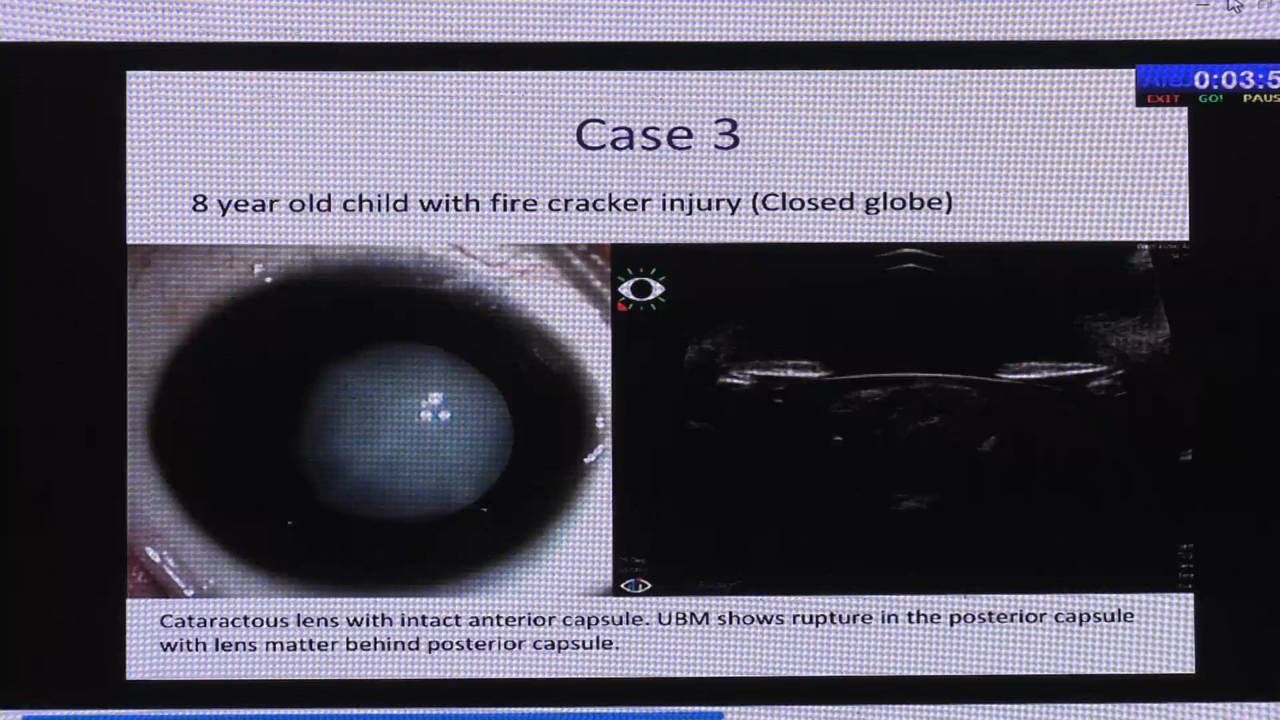 0:03:5
EXIT GO! PAUS
Case 3
8 year old child with fire cracker injury (Closed globe)
Cataractous lens with intact anterior capsule. UBM shows rupture in the posterior capsule
with lens matter behind posterior capsule.